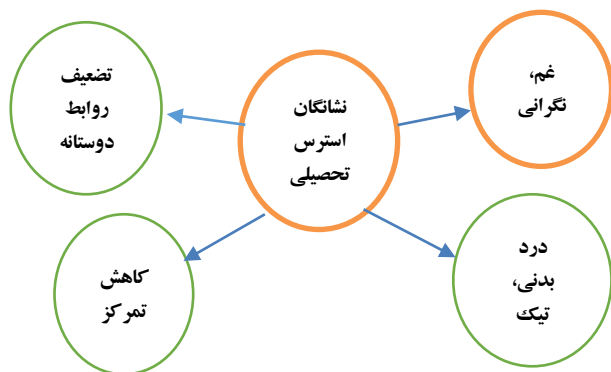 نشانگان
استرس
تحصیلی
غم،
نگرانی
تضعیف
روابط
دوستانه
درد
بدنی،
تیک
کاهش
تمرکز